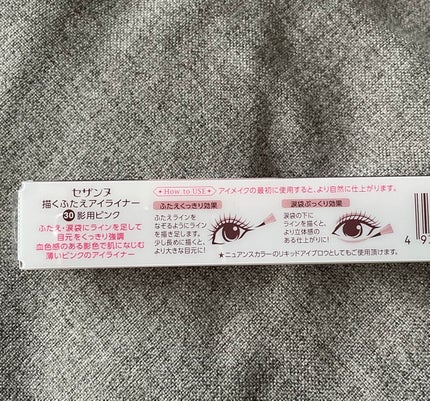 セザンヌ
描くふたえアイライナー
30 影用ピンク
ふたえ・涙袋にラインを足して
目元をくっきり強調
血色感のある影色で肌になじむ
薄いピンクのアイライナー
How to USE アイメイクの最初に使用すると、より自然に仕上がります。
ふたえくっきり効果
ふたえラインを
なぞるようにライン
を描き足します。
少し長めに描くと、
より大きな目元に!
涙袋ぷっくり効果
涙袋の下に
ラインを描くと、
より立体感の
ある仕上がりに!
★ニュアンスカラーのリキッドアイブロウとしてもご使用頂けます。
4 9